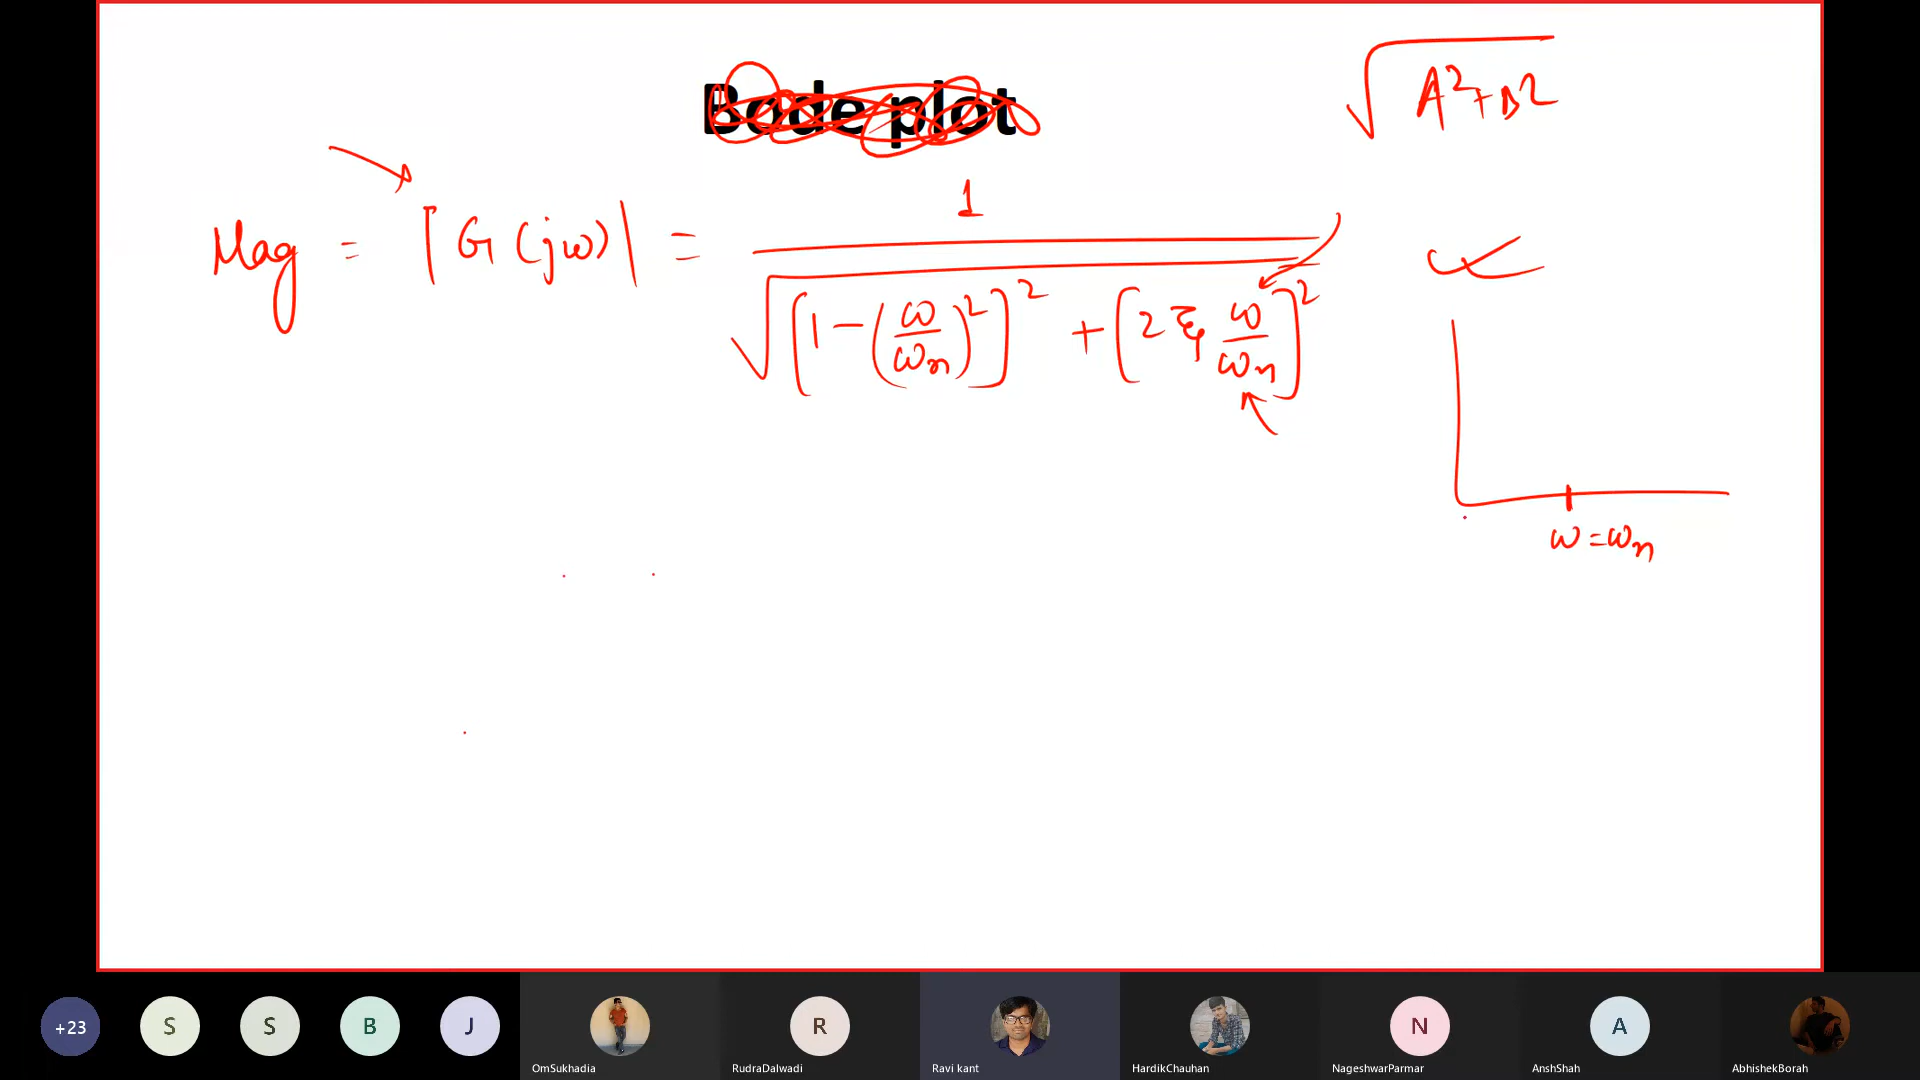 Bode plot
√A²+B²
Mag = |G(jω)| = 1 / √[1-(ω/ωn)²]² + [2ξ ω/ωn]²
ω=ωn
+23
S
S
B
J
R
N
A
OmSukhadia
RudraDalwadi
Ravi kant
HardikChauhan
NageshwarParmar
AnshShah
AbhishekBorah